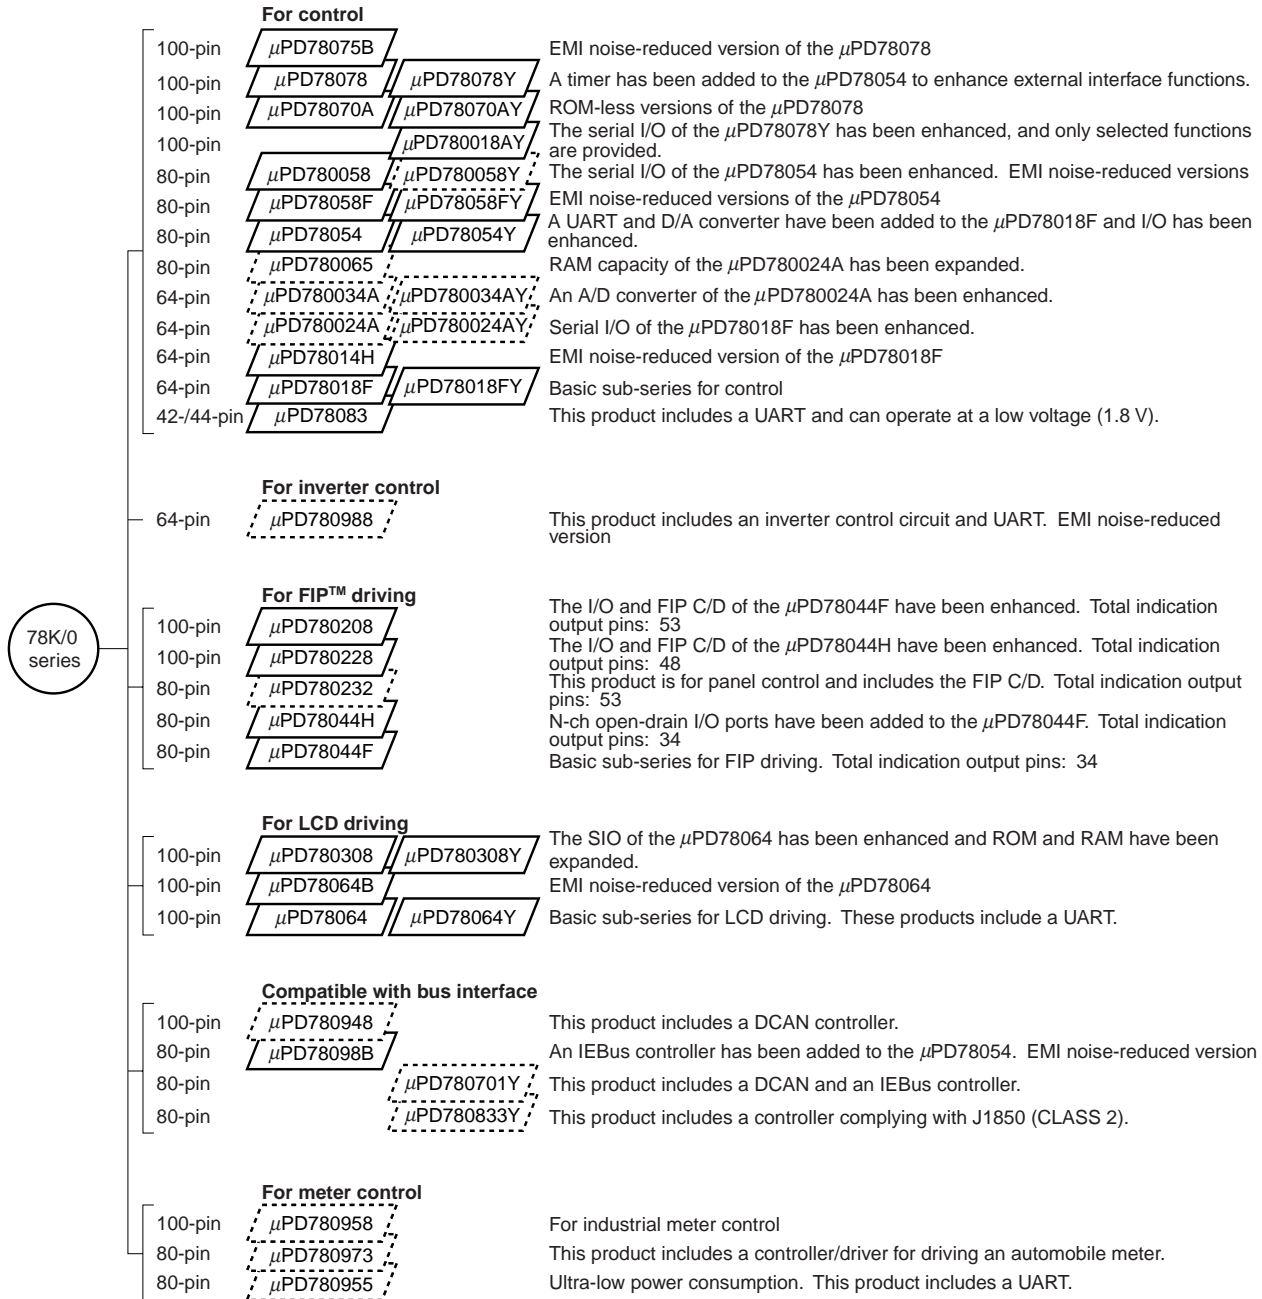 For control
100-pin μPD78075B EMI noise-reduced version of the μPD78078
100-pin μPD78078 μPD78078Y A timer has been added to the μPD78054 to enhance external interface functions.
100-pin μPD78070A μPD78070AY ROM-less versions of the μPD78078
100-pin μPD780018AY The serial I/O of the μPD78078Y has been enhanced, and only selected functions
are provided.
80-pin μPD780058 μPD780058Y The serial I/O of the μPD78054 has been enhanced. EMI noise-reduced versions
80-pin μPD78058F μPD78058FY EMI noise-reduced versions of the μPD78054
80-pin μPD78054 μPD78054Y A UART and D/A converter have been added to the μPD78018F and I/O has been
enhanced.
80-pin μPD780065 RAM capacity of the μPD780024A has been expanded.
64-pin μPD780034A μPD780034AY An A/D converter of the μPD780024A has been enhanced.
64-pin μPD780024A μPD780024AY Serial I/O of the μPD78018F has been enhanced.
64-pin μPD78014H EMI noise-reduced version of the μPD78018F
64-pin μPD78018F μPD78018FY Basic sub-series for control
42-/44-pin μPD78083 This product includes a UART and can operate at a low voltage (1.8 V).
For inverter control
64-pin μPD780988 This product includes an inverter control circuit and UART. EMI noise-reduced
version
78K/0
series
For FIP™ driving
100-pin μPD780208 The I/O and FIP C/D of the μPD78044F have been enhanced. Total indication
output pins: 53
100-pin μPD780228 The I/O and FIP C/D of the μPD78044H have been enhanced. Total indication
output pins: 48
80-pin μPD780232 This product is for panel control and includes the FIP C/D. Total indication output
pins: 53
80-pin μPD78044H N-ch open-drain I/O ports have been added to the μPD78044F. Total indication
output pins: 34
80-pin μPD78044F Basic sub-series for FIP driving. Total indication output pins: 34
For LCD driving
100-pin μPD780308 μPD780308Y The SIO of the μPD78064 has been enhanced and ROM and RAM have been
expanded.
100-pin μPD78064B EMI noise-reduced version of the μPD78064
100-pin μPD78064 μPD78064Y Basic sub-series for LCD driving. These products include a UART.
Compatible with bus interface
100-pin μPD780948 This product includes a DCAN controller.
80-pin μPD78098B An IEBus controller has been added to the μPD78054. EMI noise-reduced version
80-pin μPD780701Y This product includes a DCAN and an IEBus controller.
80-pin μPD780833Y This product includes a controller complying with J1850 (CLASS 2).
For meter control
100-pin μPD780958 For industrial meter control
80-pin μPD780973 This product includes a controller/driver for driving an automobile meter.
80-pin μPD780955 Ultra-low power consumption. This product includes a UART.